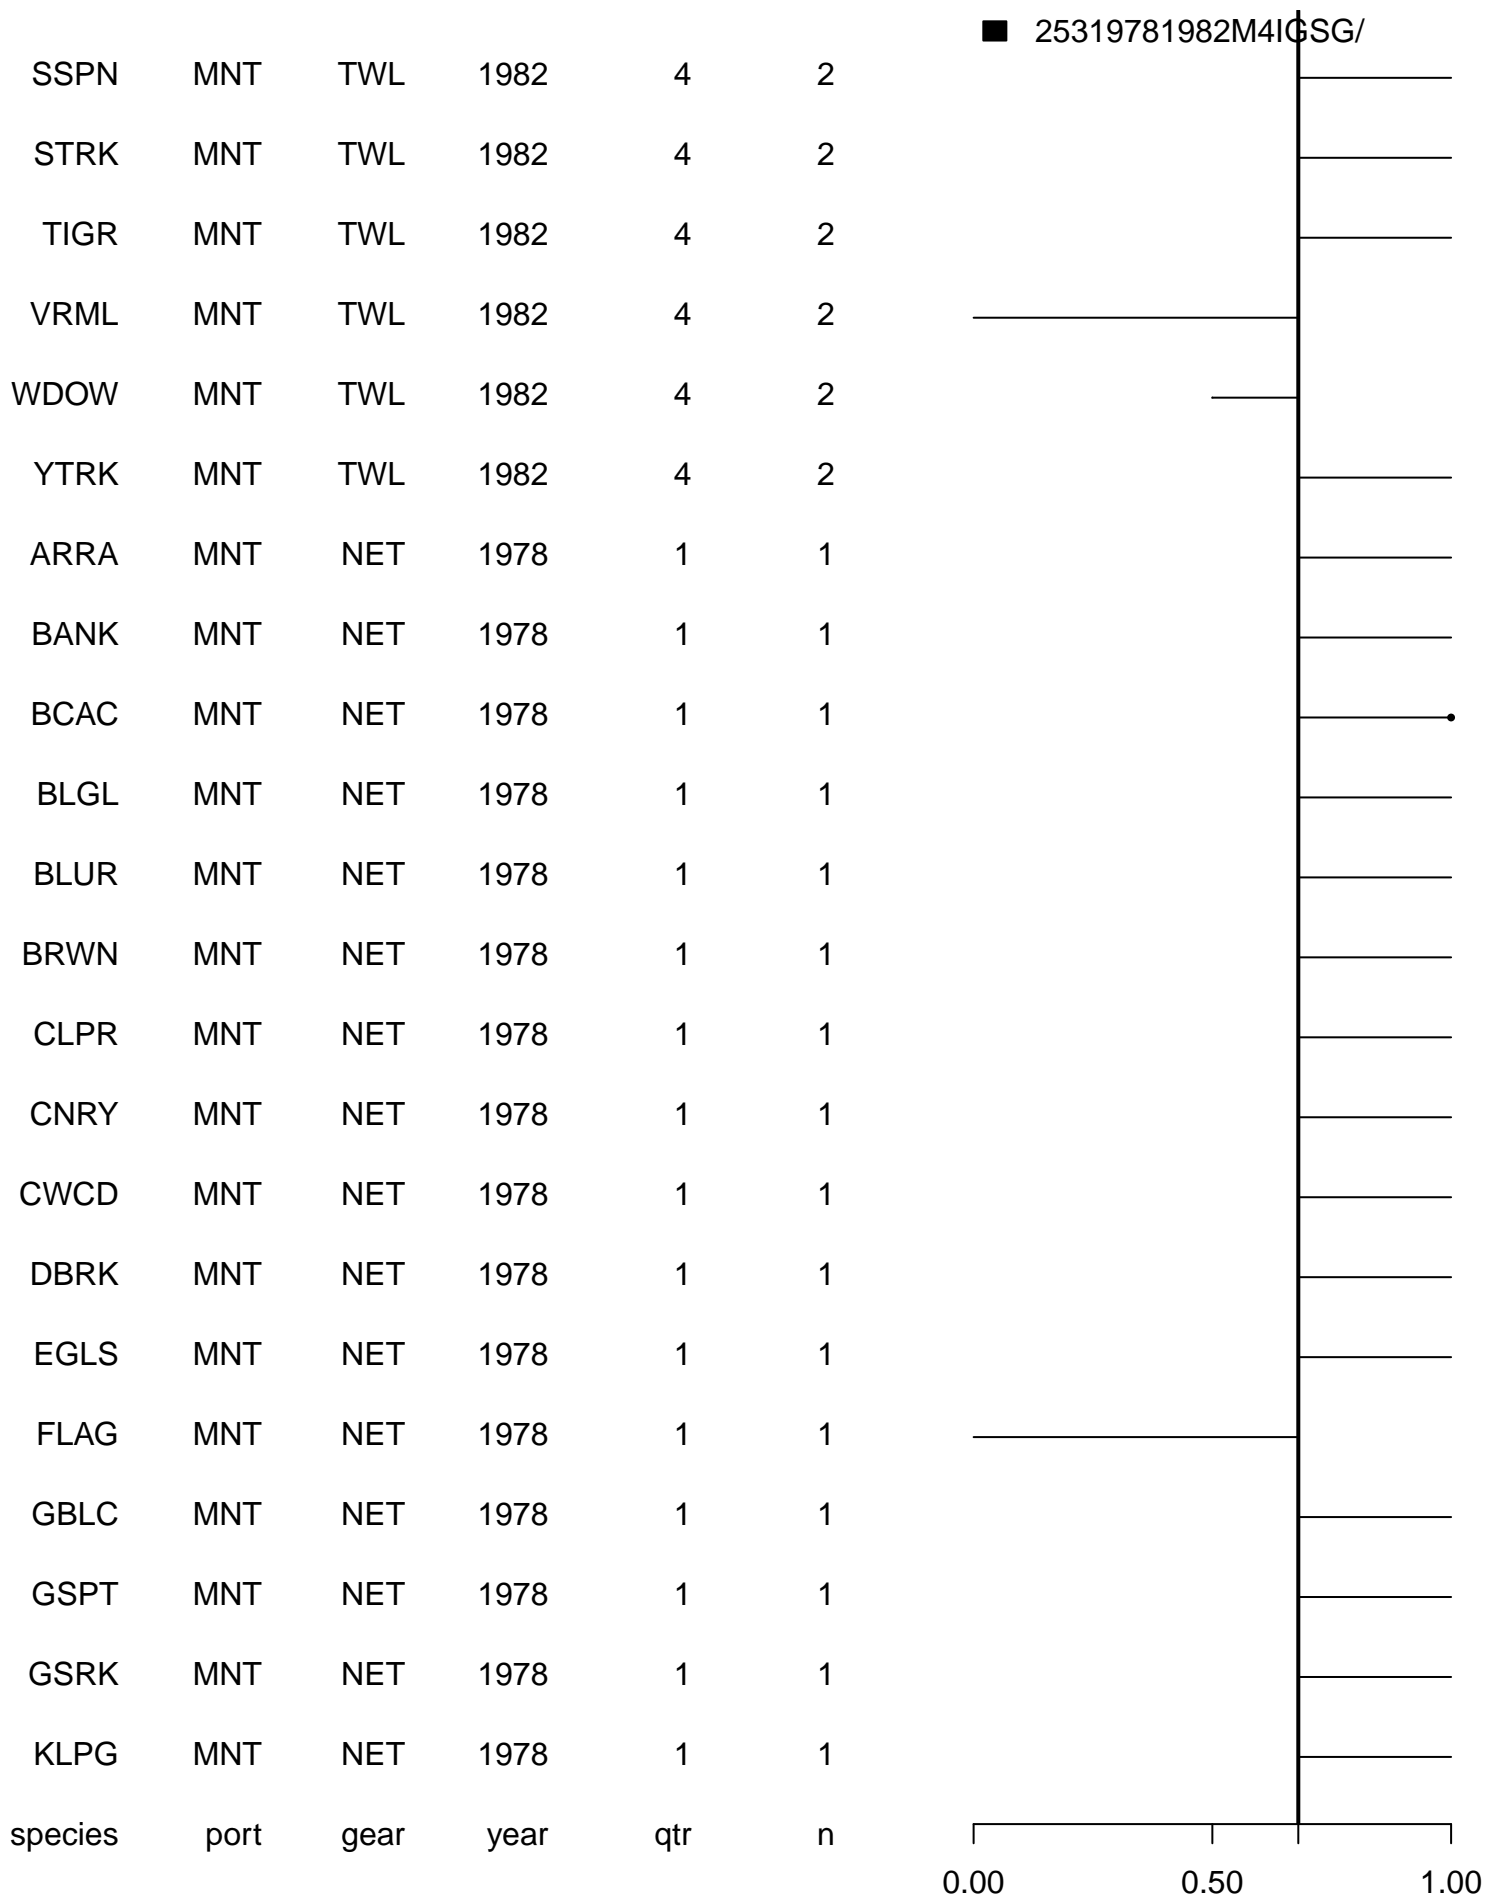 25319781982M4IGSG/
SSPN MNT TWL 1982 4 2
STRK MNT TWL 1982 4 2
TIGR MNT TWL 1982 4 2
VRML MNT TWL 1982 4 2
WDOW MNT TWL 1982 4 2
YTRK MNT TWL 1982 4 2
ARRA MNT NET 1978 1 1
BANK MNT NET 1978 1 1
BCAC MNT NET 1978 1 1
BLGL MNT NET 1978 1 1
BLUR MNT NET 1978 1 1
BRWN MNT NET 1978 1 1
CLPR MNT NET 1978 1 1
CNRY MNT NET 1978 1 1
CWCD MNT NET 1978 1 1
DBRK MNT NET 1978 1 1
EGLS MNT NET 1978 1 1
FLAG MNT NET 1978 1 1
GBLC MNT NET 1978 1 1
GSPT MNT NET 1978 1 1
GSRK MNT NET 1978 1 1
KLPG MNT NET 1978 1 1
species port gear year qtr n
0.00 0.50 1.00